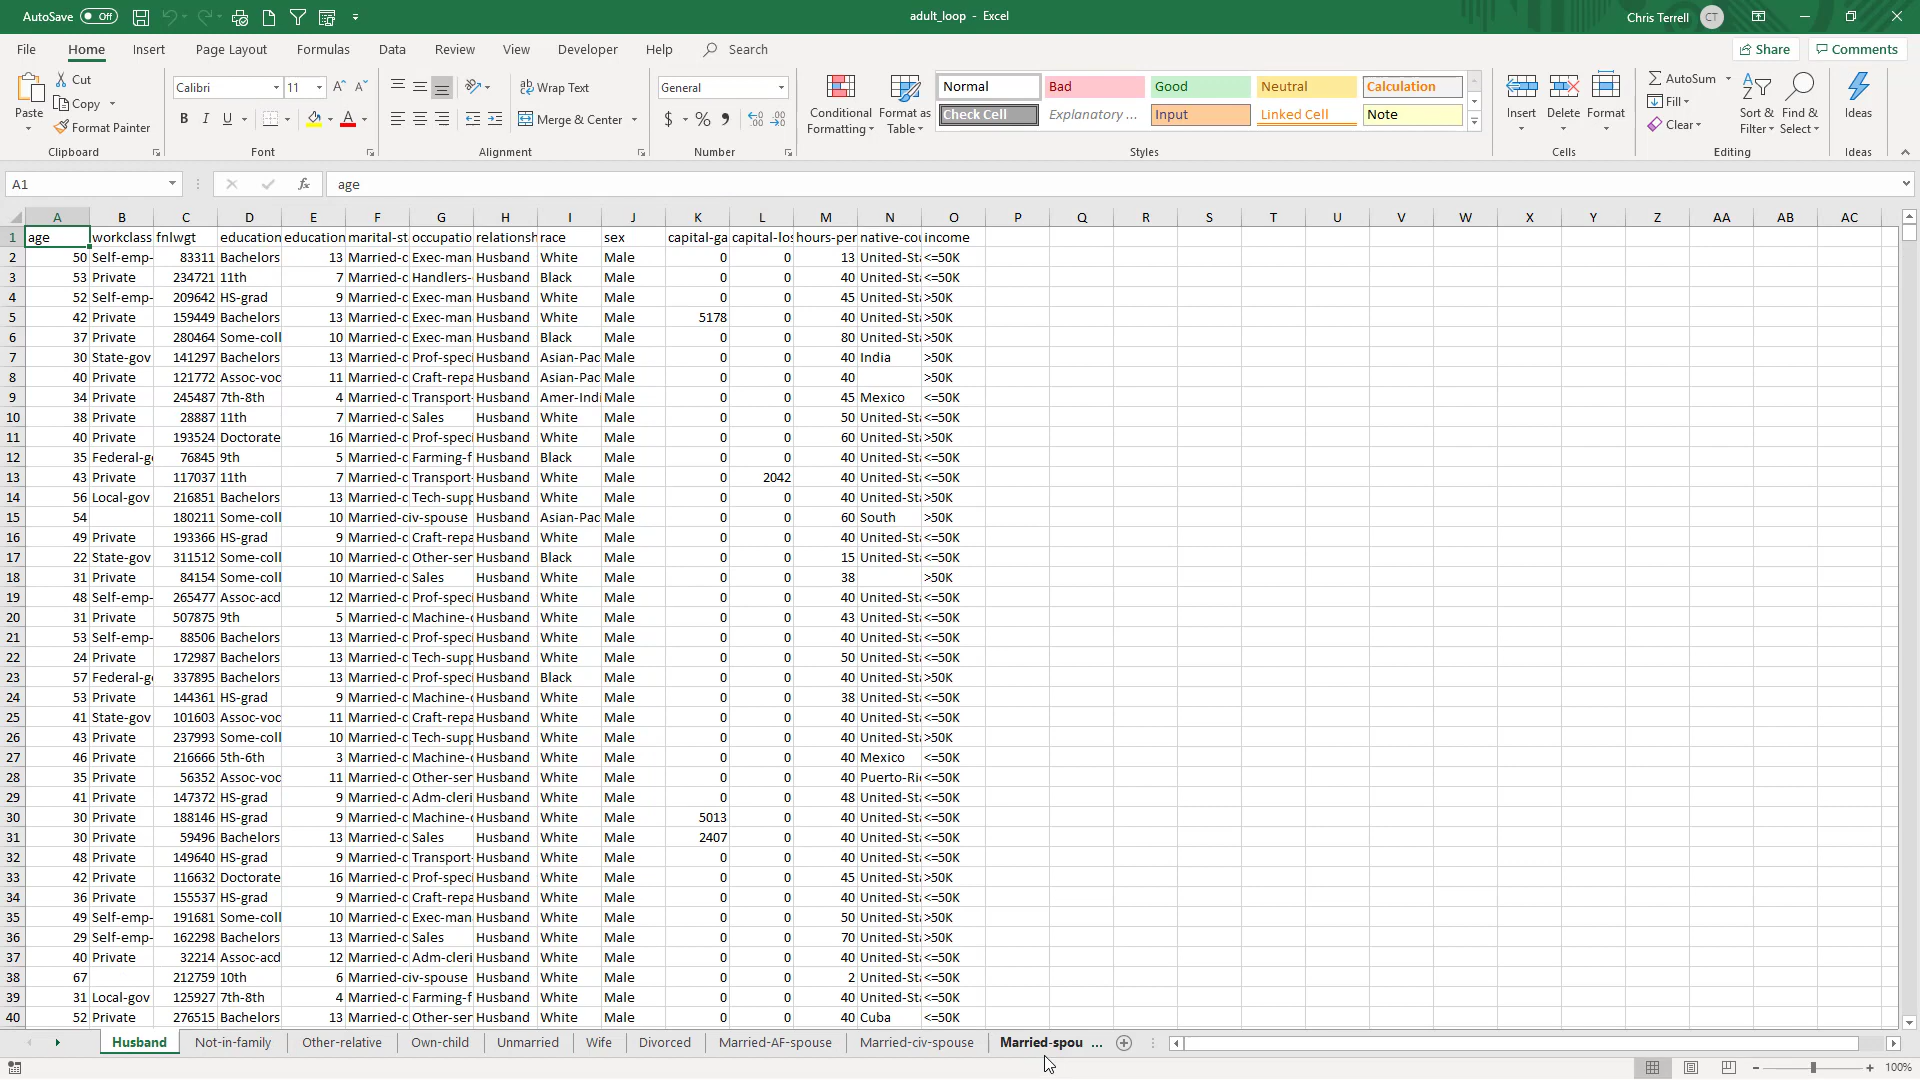 AutoSave Off
adult_loop - Excel
Chris Terrell CT
File Home Insert Page Layout Formulas Data Review View Developer Help Search Share Comments
Paste Cut Copy Format Painter Clipboard
Calibri 11 B I U A Font
Wrap Text Merge & Center Alignment
General $ % Number
Conditional Formatting Format as Table
Normal Bad Good Neutral Calculation
Check Cell Explanatory ... Input Linked Cell Note
Styles
Insert Delete Format Cells
AutoSum Fill Clear Sort & Filter Find & Select Editing
Ideas Ideas
A1 fx age
A B C D E F G H I J K L M N O P Q R S T U V W X Y Z AA AB AC
1 age workclass fnlwgt education education marital-st occupatio relationsh race sex capital-ga capital-los hours-per native-cou income
2 50 Self-emp- 83311 Bachelors 13 Married-c Exec-man Husband White Male 0 0 13 United-Sta <=50K
3 53 Private 234721 11th 7 Married-c Handlers- Husband Black Male 0 0 40 United-Sta <=50K
4 52 Self-emp- 209642 HS-grad 9 Married-c Exec-man Husband White Male 0 0 45 United-Sta >50K
5 42 Private 159449 Bachelors 13 Married-c Exec-man Husband White Male 5178 0 40 United-Sta >50K
6 37 Private 280464 Some-coll 10 Married-c Exec-man Husband Black Male 0 0 80 United-Sta >50K
7 30 State-gov 141297 Bachelors 13 Married-c Prof-speci Husband Asian-Pac Male 0 0 40 India >50K
8 40 Private 121772 Assoc-voc 11 Married-c Craft-repa Husband Asian-Pac Male 0 0 40 >50K
9 34 Private 245487 7th-8th 4 Married-c Transport- Husband Amer-Indi Male 0 0 45 Mexico <=50K
10 38 Private 28887 11th 7 Married-c Sales Husband White Male 0 0 50 United-Sta <=50K
11 40 Private 193524 Doctorate 16 Married-c Prof-speci Husband White Male 0 0 60 United-Sta >50K
12 35 Federal-go 76845 9th 5 Married-c Farming-f Husband Black Male 0 0 40 United-Sta <=50K
13 43 Private 117037 11th 7 Married-c Transport- Husband White Male 0 2042 40 United-Sta <=50K
14 56 Local-gov 216851 Bachelors 13 Married-c Tech-supp Husband White Male 0 0 40 United-Sta >50K
15 54 180211 Some-coll 10 Married-civ-spouse Husband Asian-Pac Male 0 0 60 South >50K
16 49 Private 193366 HS-grad 9 Married-c Craft-repa Husband White Male 0 0 40 United-Sta <=50K
17 22 State-gov 311512 Some-coll 10 Married-c Other-ser Husband Black Male 0 0 15 United-Sta <=50K
18 31 Private 84154 Some-coll 10 Married-c Sales Husband White Male 0 0 38 >50K
19 48 Self-emp- 265477 Assoc-acd 12 Married-c Prof-speci Husband White Male 0 0 40 United-Sta <=50K
20 31 Private 507875 9th 5 Married-c Machine-o Husband White Male 0 0 43 United-Sta <=50K
21 53 Self-emp- 88506 Bachelors 13 Married-c Prof-speci Husband White Male 0 0 40 United-Sta <=50K
22 24 Private 172987 Bachelors 13 Married-c Tech-supp Husband White Male 0 0 50 United-Sta <=50K
23 57 Federal-go 337895 Bachelors 13 Married-c Prof-speci Husband Black Male 0 0 40 United-Sta >50K
24 53 Private 144361 HS-grad 9 Married-c Machine-o Husband White Male 0 0 38 United-Sta <=50K
25 41 State-gov 101603 Assoc-voc 11 Married-c Craft-repa Husband White Male 0 0 40 United-Sta <=50K
26 43 Private 237993 Some-coll 10 Married-c Tech-supp Husband White Male 0 0 40 United-Sta >50K
27 46 Private 216666 5th-6th 3 Married-c Machine-o Husband White Male 0 0 40 Mexico <=50K
28 35 Private 56352 Assoc-voc 11 Married-c Other-ser Husband White Male 0 0 40 Puerto-Ric <=50K
29 41 Private 147372 HS-grad 9 Married-c Adm-cleri Husband White Male 0 0 48 United-Sta <=50K
30 30 Private 188146 HS-grad 9 Married-c Machine-o Husband White Male 5013 0 40 United-Sta <=50K
31 30 Private 59496 Bachelors 13 Married-c Sales Husband White Male 2407 0 40 United-Sta <=50K
32 48 Private 149640 HS-grad 9 Married-c Transport- Husband White Male 0 0 40 United-Sta <=50K
33 42 Private 116632 Doctorate 16 Married-c Prof-speci Husband White Male 0 0 45 United-Sta >50K
34 36 Private 155537 HS-grad 9 Married-c Craft-repa Husband White Male 0 0 40 United-Sta <=50K
35 49 Self-emp- 191681 Some-coll 10 Married-c Exec-man Husband White Male 0 0 50 United-Sta >50K
36 29 Self-emp- 162298 Bachelors 13 Married-c Sales Husband White Male 0 0 70 United-Sta >50K
37 40 Private 32214 Assoc-acd 12 Married-c Adm-cleri Husband White Male 0 0 40 United-Sta <=50K
38 67 212759 10th 6 Married-civ-spouse Husband White Male 0 0 2 United-Sta <=50K
39 31 Local-gov 125927 7th-8th 4 Married-c Farming-f Husband White Male 0 0 40 United-Sta <=50K
40 52 Private 276515 Bachelors 13 Married-c Other-ser Husband White Male 0 0 40 Cuba <=50K
Husband Not-in-family Other-relative Own-child Unmarried Wife Divorced Married-AF-spouse Married-civ-spouse Married-spou ...
100%